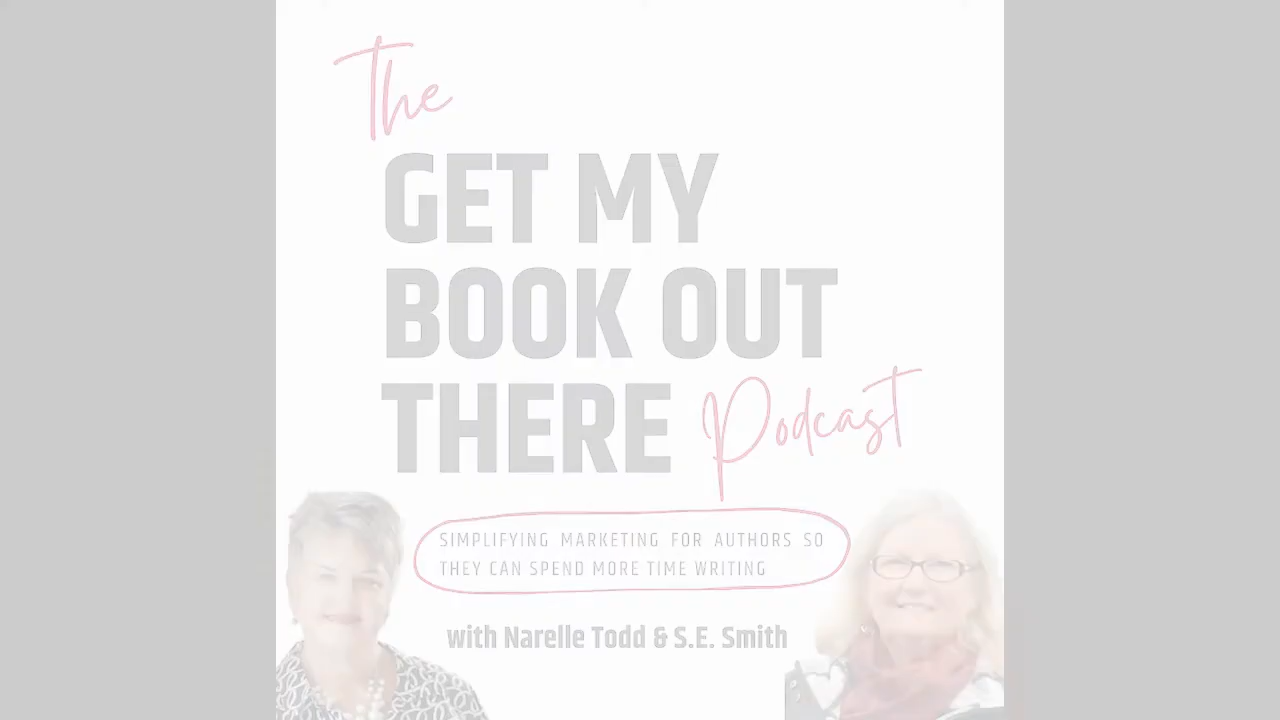 The
GET MY
BOOK OUT
THERE Podcast
SIMPLIFYING MARKETING FOR AUTHORS SO
THEY CAN SPEND MORE TIME WRITING
with Narelle Todd & S.E. Smith